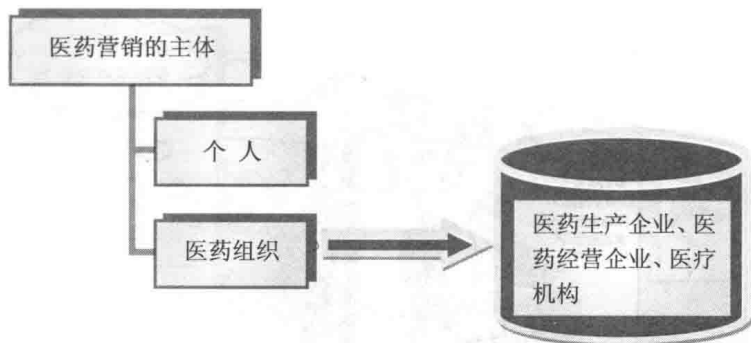 医药营销的主体
个 人
医药组织
医药生产企业、医
药经营企业、医疗
机构